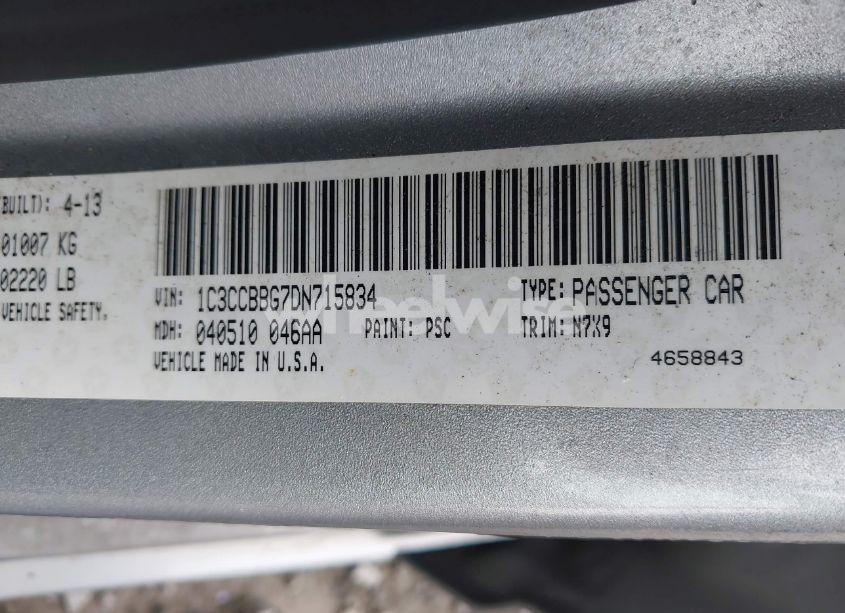 BUILT): 4-13
01007 KG
02220 LB
VEHICLE SAFETY.
VIN: 1C3CCBBG7DN715834
TYPE: PASSENGER CAR
MDH: 040510 046AA
PAINT: PSC
TRIM: N7X9
VEHICLE MADE IN U.S.A.
4658843
wheelwise